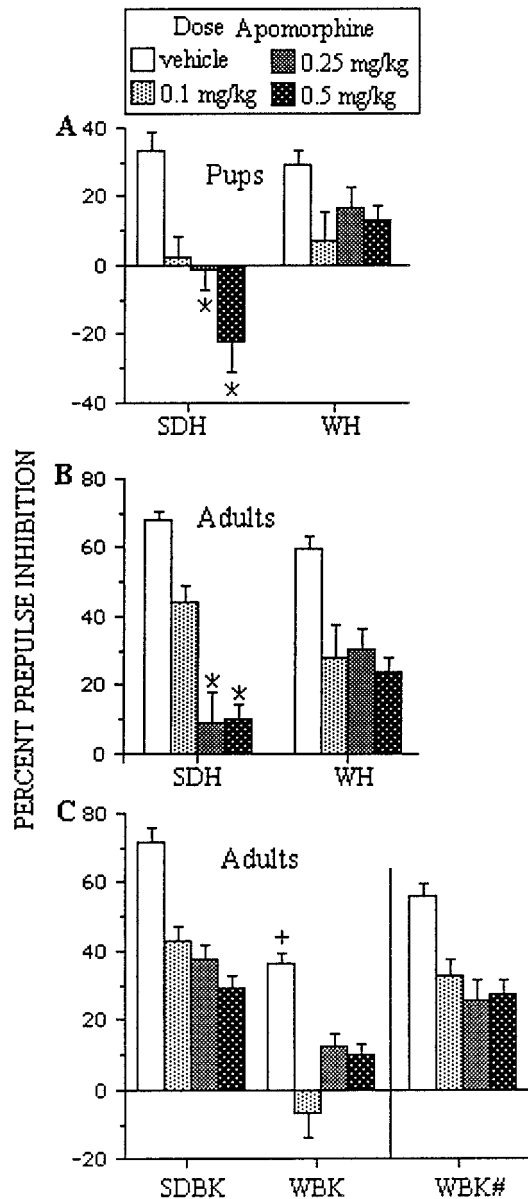 Dose Apomorphine
vehicle
0.25 mg/kg
0.1 mg/kg
0.5 mg/kg
PERCENT PREPULSE INHIBITION
A
Pups
40
20
0
-20
-40
*
*
SDH
WH
B
Adults
80
60
40
20
0
*
*
SDH
WH
C
Adults
80
60
40
20
0
-20
+
SDBK
WBK
WBK#